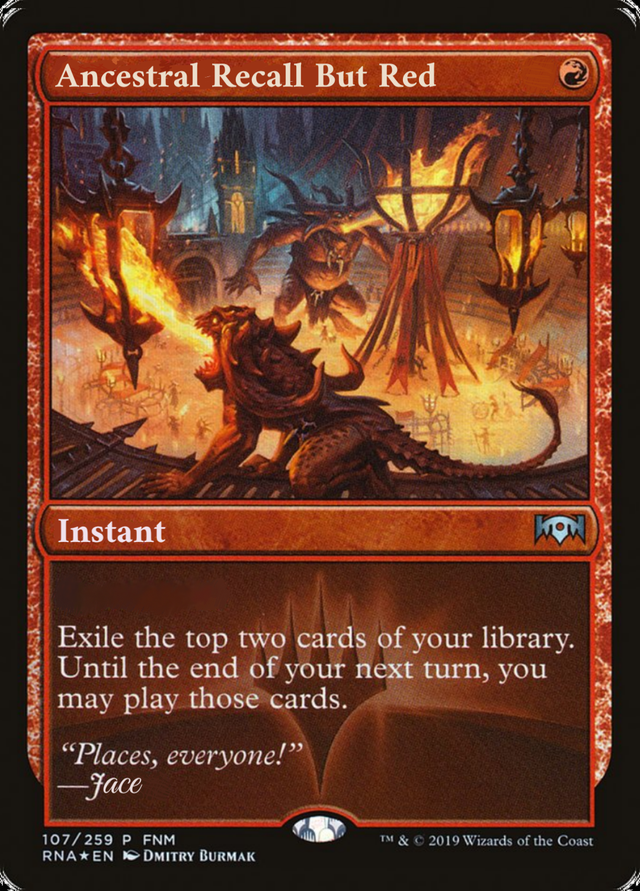 Ancestral Recall But Red
Instant
Exile the top two cards of your library.
Until the end of your next turn, you
may play those cards.
“Places, everyone!”
—Jace
107/259 P FNM
RNA★EN Dmitry Burmak
™ & © 2019 Wizards of the Coast